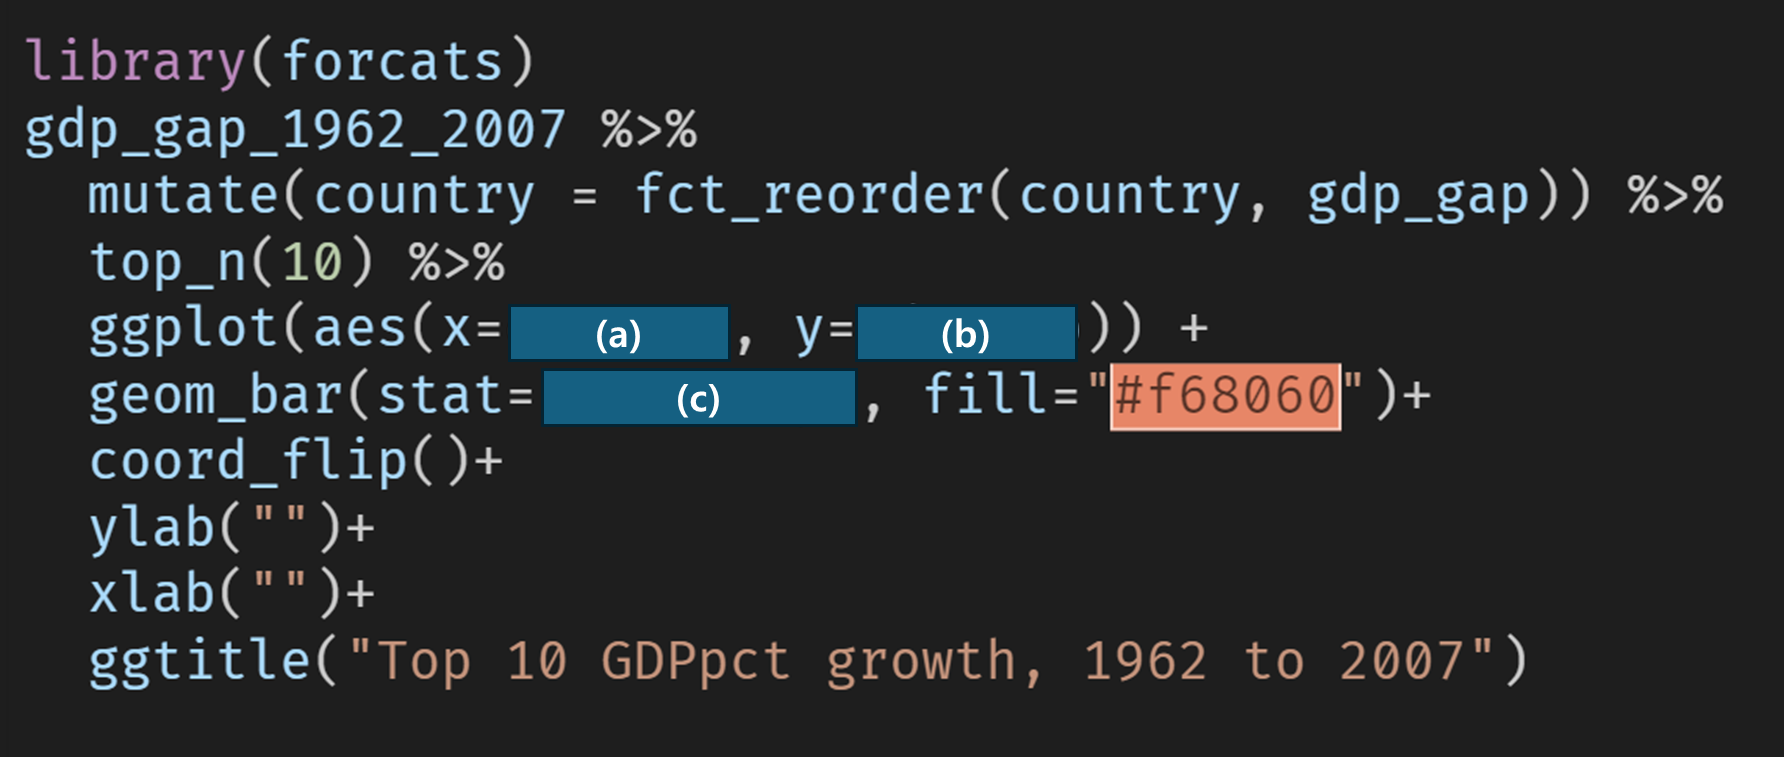 library(forcats)
gdp_gap_1962_2007 %>%
mutate(country = fct_reorder(country, gdp_gap)) %>%
top_n(10) %>%
ggplot(aes(x= (a) , y= (b) )) +
geom_bar(stat= (c) , fill="#f68060")+
coord_flip()+
ylab("")+
xlab("")+
ggtitle("Top 10 GDPpct growth, 1962 to 2007")